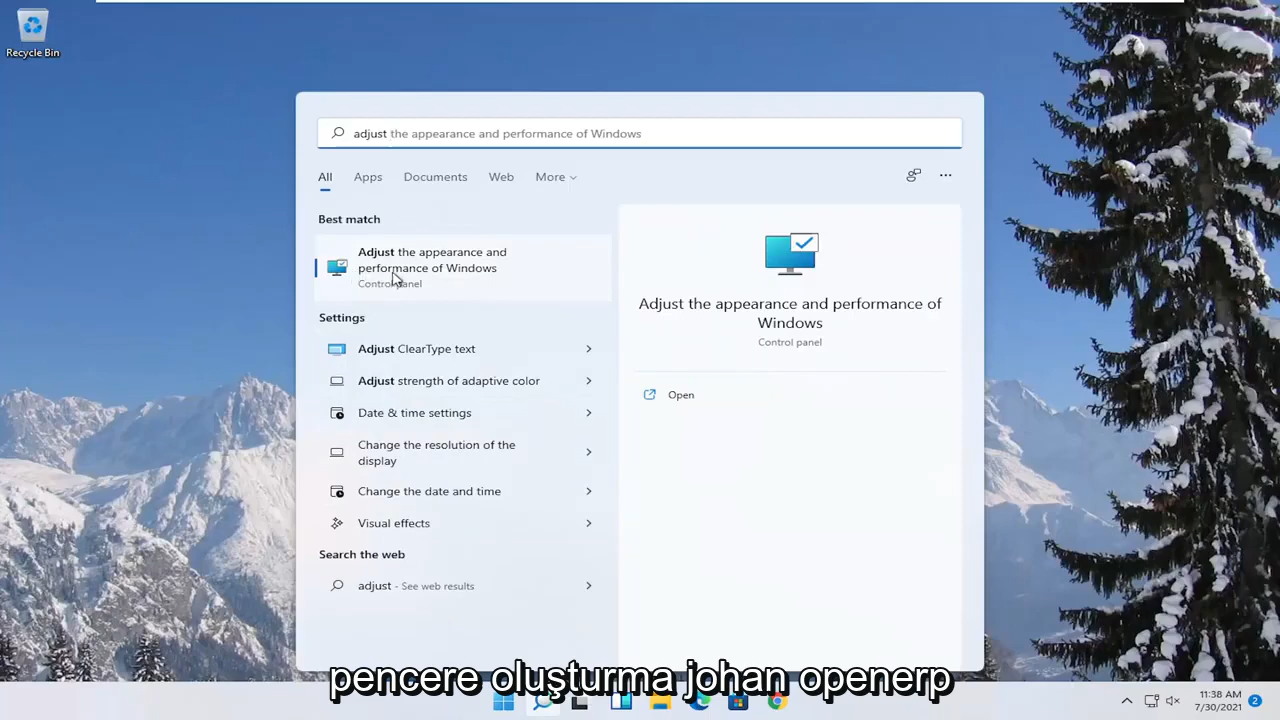 Recycle Bin
adjust the appearance and performance of Windows
All Apps Documents Web More
Best match
Adjust the appearance and
performance of Windows
Control panel
Settings
Adjust ClearType text
Adjust strength of adaptive color
Date & time settings
Change the resolution of the
display
Change the date and time
Visual effects
Search the web
adjust - See web results
Adjust the appearance and performance of
Windows
Control panel
Open
pencere oluşturma johan openerp
11:38 AM
7/30/2021
2